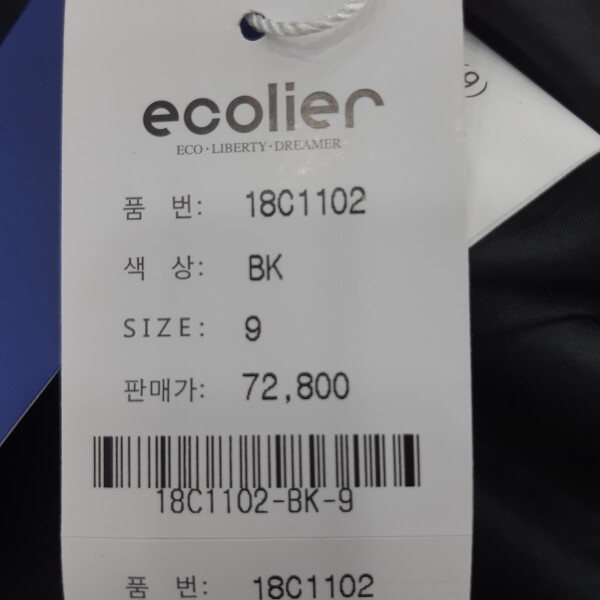 ecolier
ECO·LIBERTY·DREAMER
품 번: 18C1102
색 상: BK
SIZE: 9
판매가: 72,800
18C1102-BK-9
품 번: 18C1102